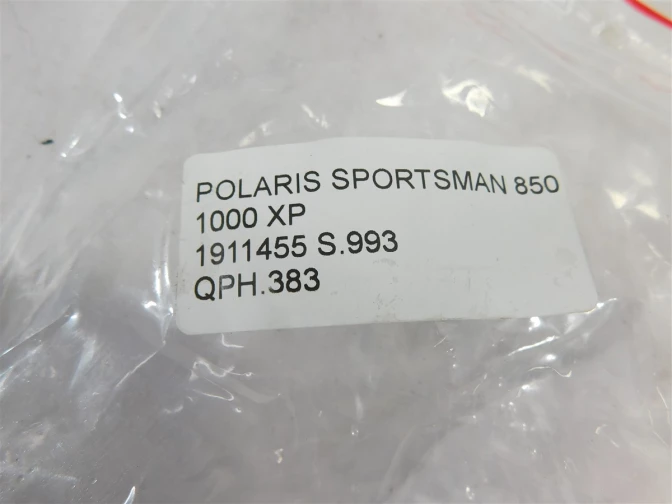 POLARIS SPORTSMAN 850
1000 XP
1911455 S.993
QPH.383